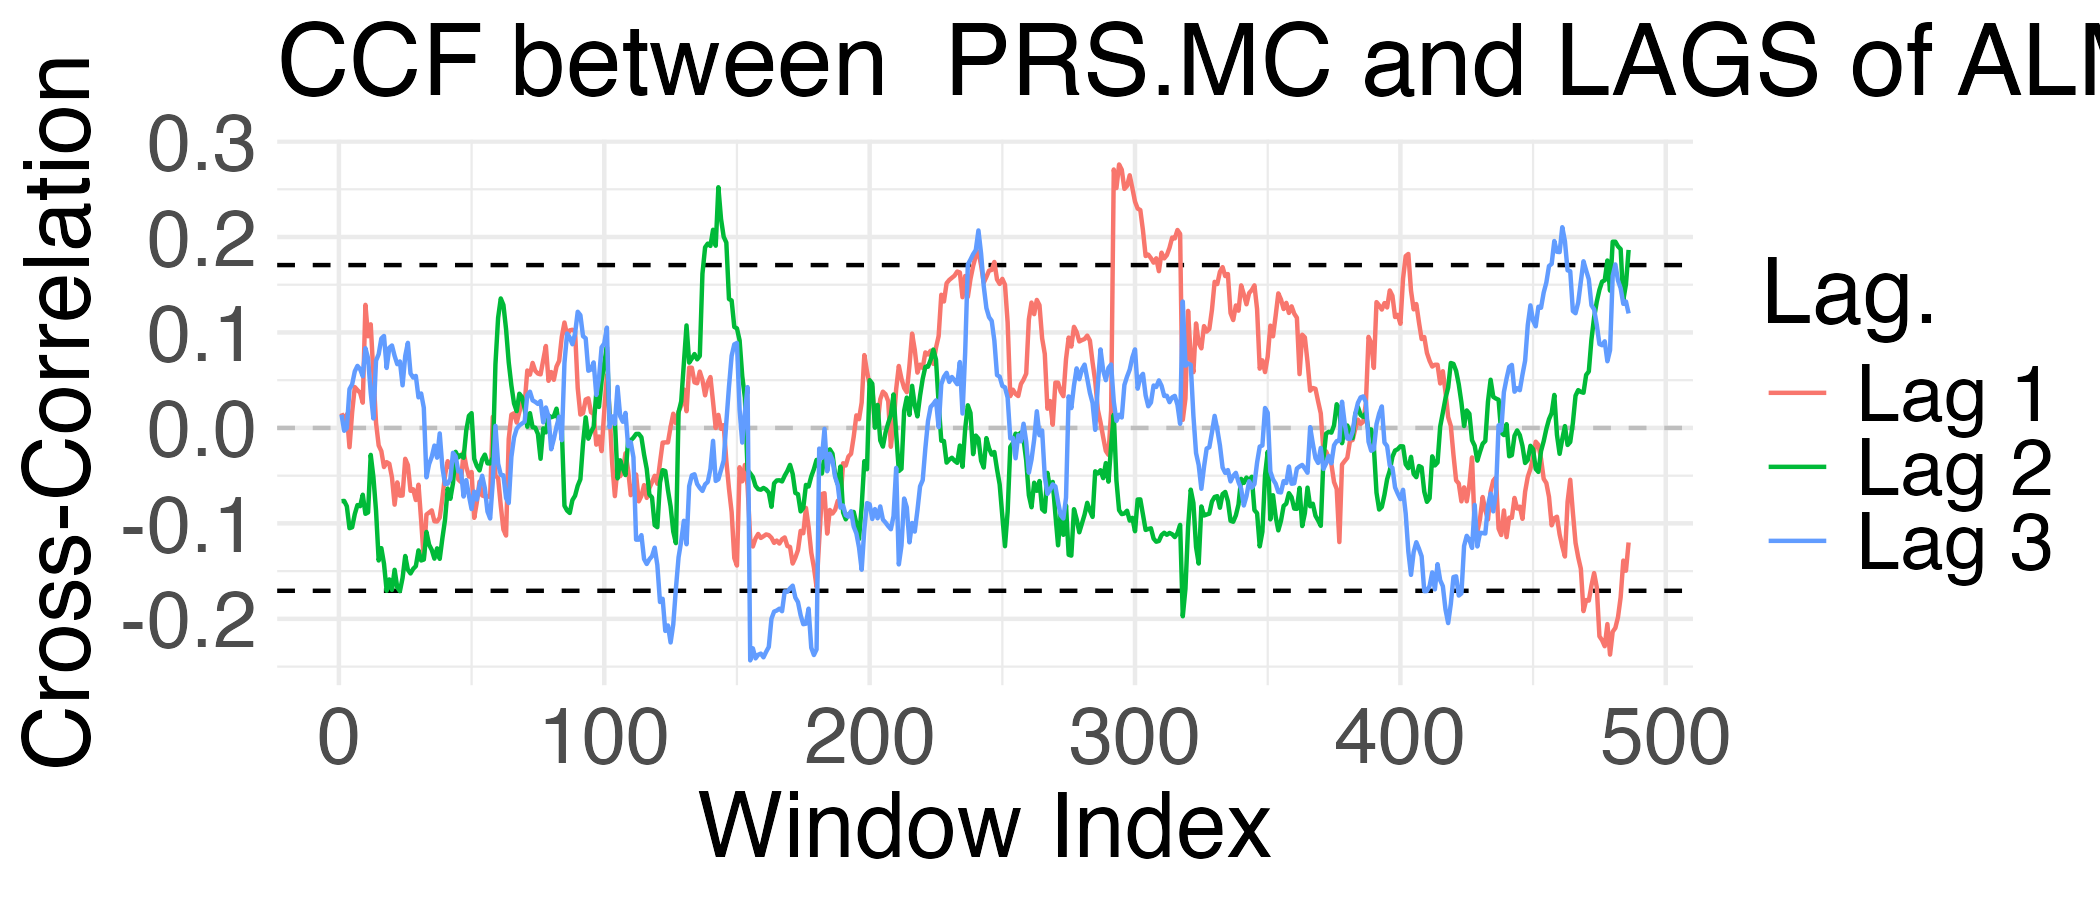 CCF between  PRS.MC and LAGS of
Cross-Correlation
0.3
0.2
0.1
0.0
-0.1
-0.2
0
100
200
300
400
500
Window Index
Lag.
Lag 1
Lag 2
Lag 3